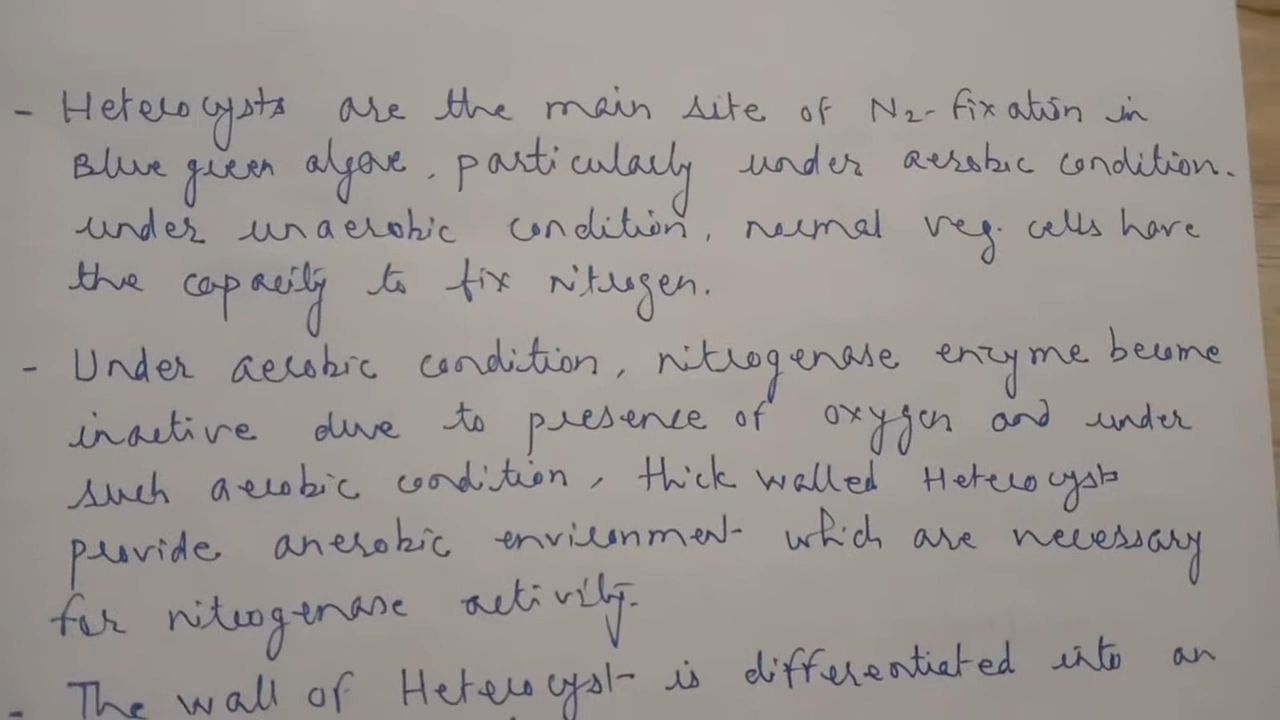 - Heterocysts are the main site of N₂-fixation in
Blue green algae, particularly under aerobic condition.
under unaerobic condition, normal veg. cells have
the capacity to fix nitrogen.
- Under aerobic condition, nitrogenase enzyme become
inactive due to presence of oxygen and under
such aerobic condition, thick walled Heterocysts
provide anerobic environment which are necessary
for nitrogenase activity.
- The wall of Heterocyst is differentiated into an